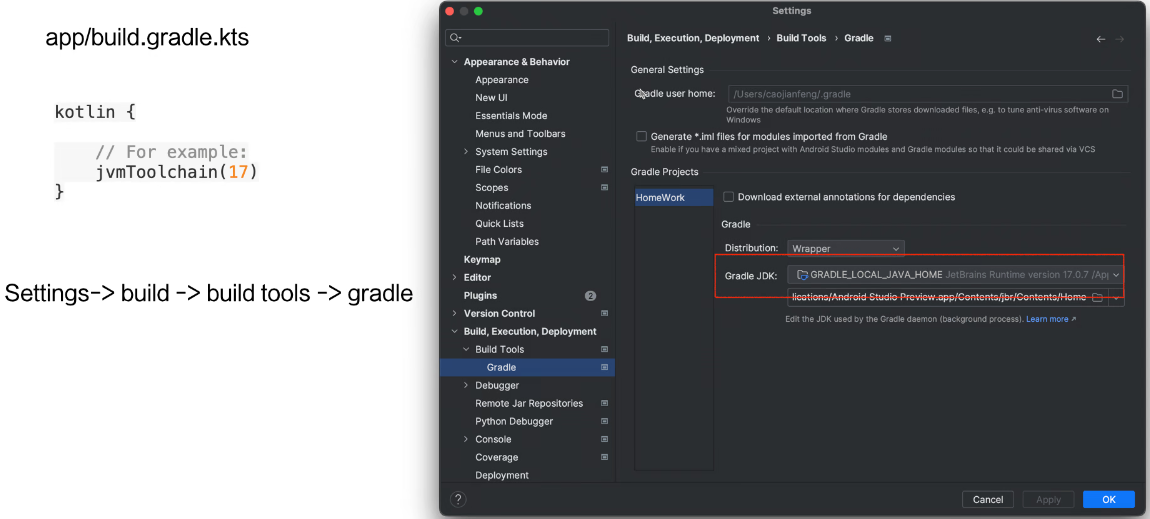 app/build.gradle.kts
kotlin {
// For example:
jvmToolchain(17)
}
Settings-> build -> build tools -> gradle
Settings
Appearance & Behavior
Appearance
New UI
Essentials Mode
Menus and Toolbars
System Settings
File Colors
Scopes
Notifications
Quick Lists
Path Variables
Keymap
Editor
Plugins 2
Version Control
Build, Execution, Deployment
Build Tools
Gradle
Debugger
Remote Jar Repositories
Python Debugger
Console
Coverage
Deployment
?
Build, Execution, Deployment › Build Tools › Gradle
General Settings
Gradle user home: /Users/caojianfeng/.gradle
Override the default location where Gradle stores downloaded files, e.g. to tune anti-virus software on
Windows
Generate *.iml files for modules imported from Gradle
Enable if you have a mixed project with Android Studio modules and Gradle modules so that it could be shared via VCS
Gradle Projects
HomeWork
Download external annotations for dependencies
Gradle
Distribution: Wrapper
Gradle JDK: GRADLE_LOCAL_JAVA_HOME JetBrains Runtime version 17.0.7 /App
lications/Android Studio Preview.app/Contents/jbr/Contents/Home
Edit the JDK used by the Gradle daemon (background process). Learn more ↗
Cancel Apply OK